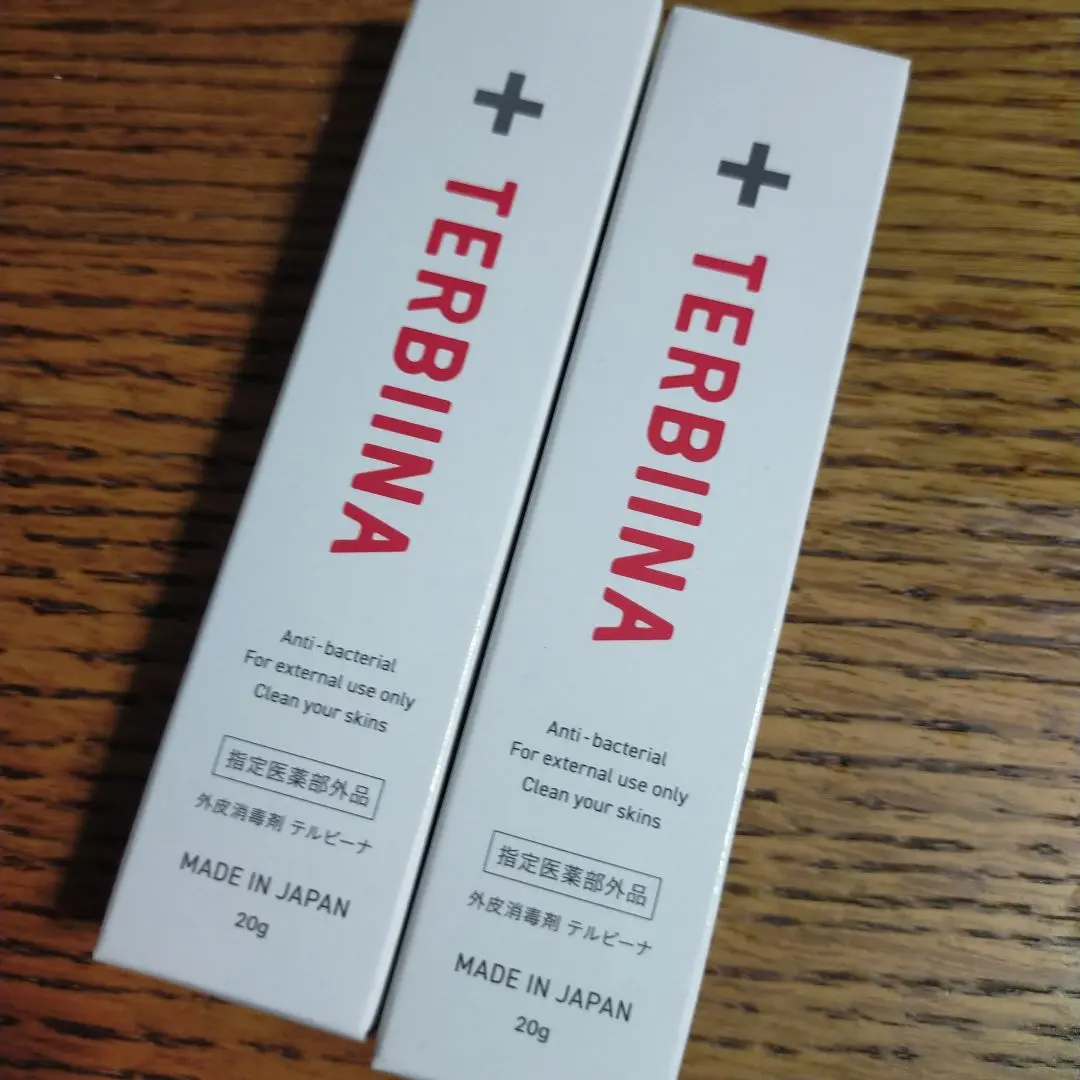 TERBIINA
Anti-bacterial
For external use only
Clean your skins
指定医薬部外品
外皮消毒剤 テルビーナ
MADE IN JAPAN
20g
TERBIINA
Anti-bacterial
For external use only
Clean your skins
指定医薬部外品
外皮消毒剤 テルビーナ
MADE IN JAPAN
20g